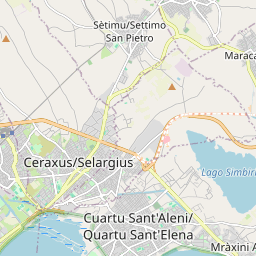 Sètimu/Settimo
San Pietro
Maraca
Ceraxus/Selargius
Lago Simbiri
Cuartu Sant'Aleni/
Quartu Sant'Elena
Mràxini A